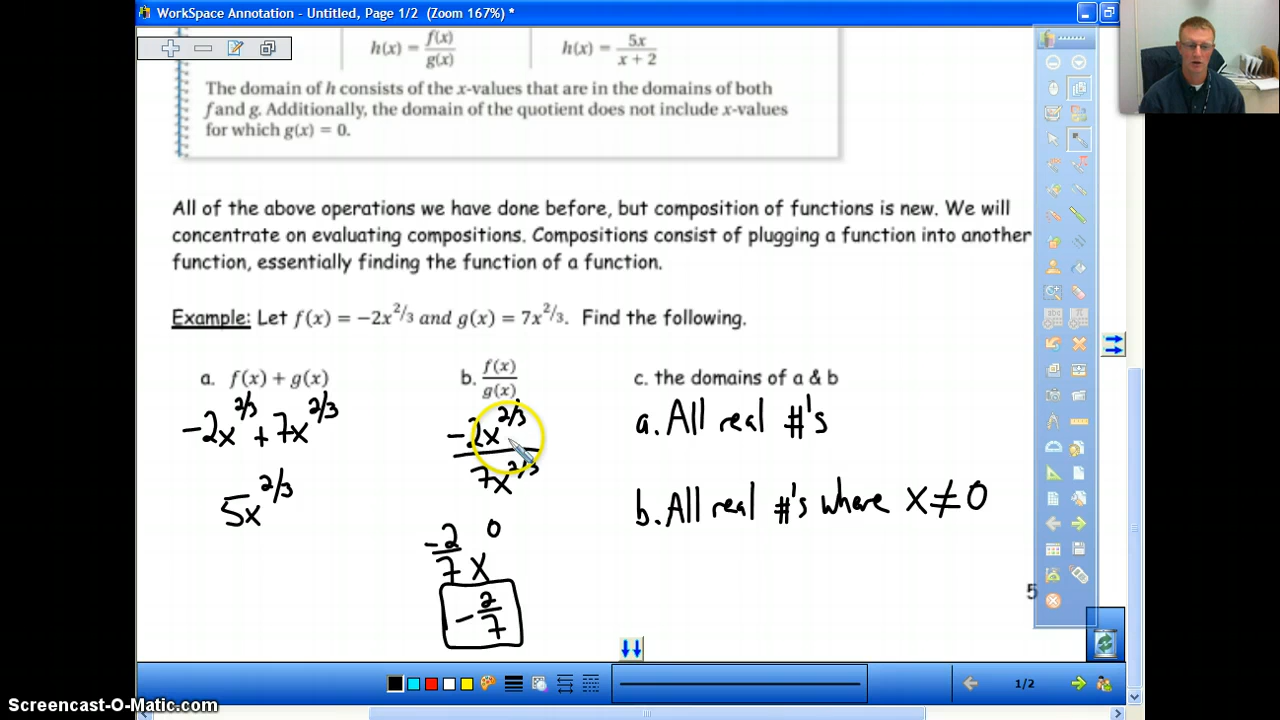 WorkSpace Annotation - Untitled, Page 1/2 (Zoom 167%) *
h(x) = f(x)/g(x) h(x) = 5x/x + 2
The domain of h consists of the x-values that are in the domains of both
f and g. Additionally, the domain of the quotient does not include x-values
for which g(x) = 0.
All of the above operations we have done before, but composition of functions is new. We will
concentrate on evaluating compositions. Compositions consist of plugging a function into another
function, essentially finding the function of a function.
Example: Let f(x) = −2x^2/3 and g(x) = 7x^2/3. Find the following.
a. f(x) + g(x) b. f(x)/g(x) c. the domains of a & b
-2x^2/3 + 7x^2/3
5x^2/3
-2x^2/3
7x^2/3
-2/7 x^0
-2/7
a. All real #'s
b. All real #'s where x ≠ 0
5
1/2
Screencast-O-Matic.com